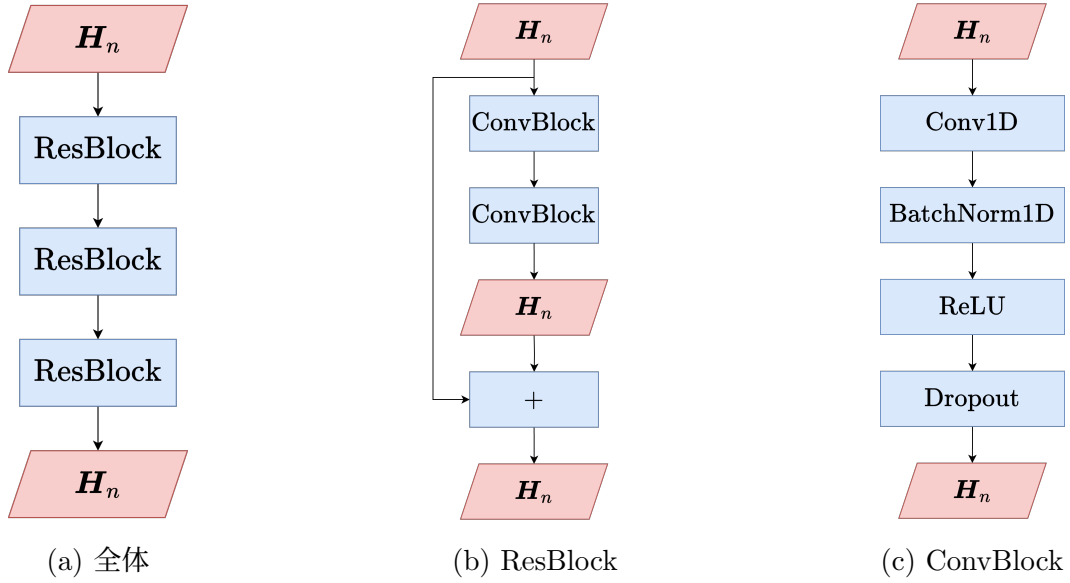 H_n
ResBlock
ResBlock
ResBlock
H_n
(a) 全体
H_n
ConvBlock
ConvBlock
H_n
+
H_n
(b) ResBlock
H_n
Conv1D
BatchNorm1D
ReLU
Dropout
H_n
(c) ConvBlock